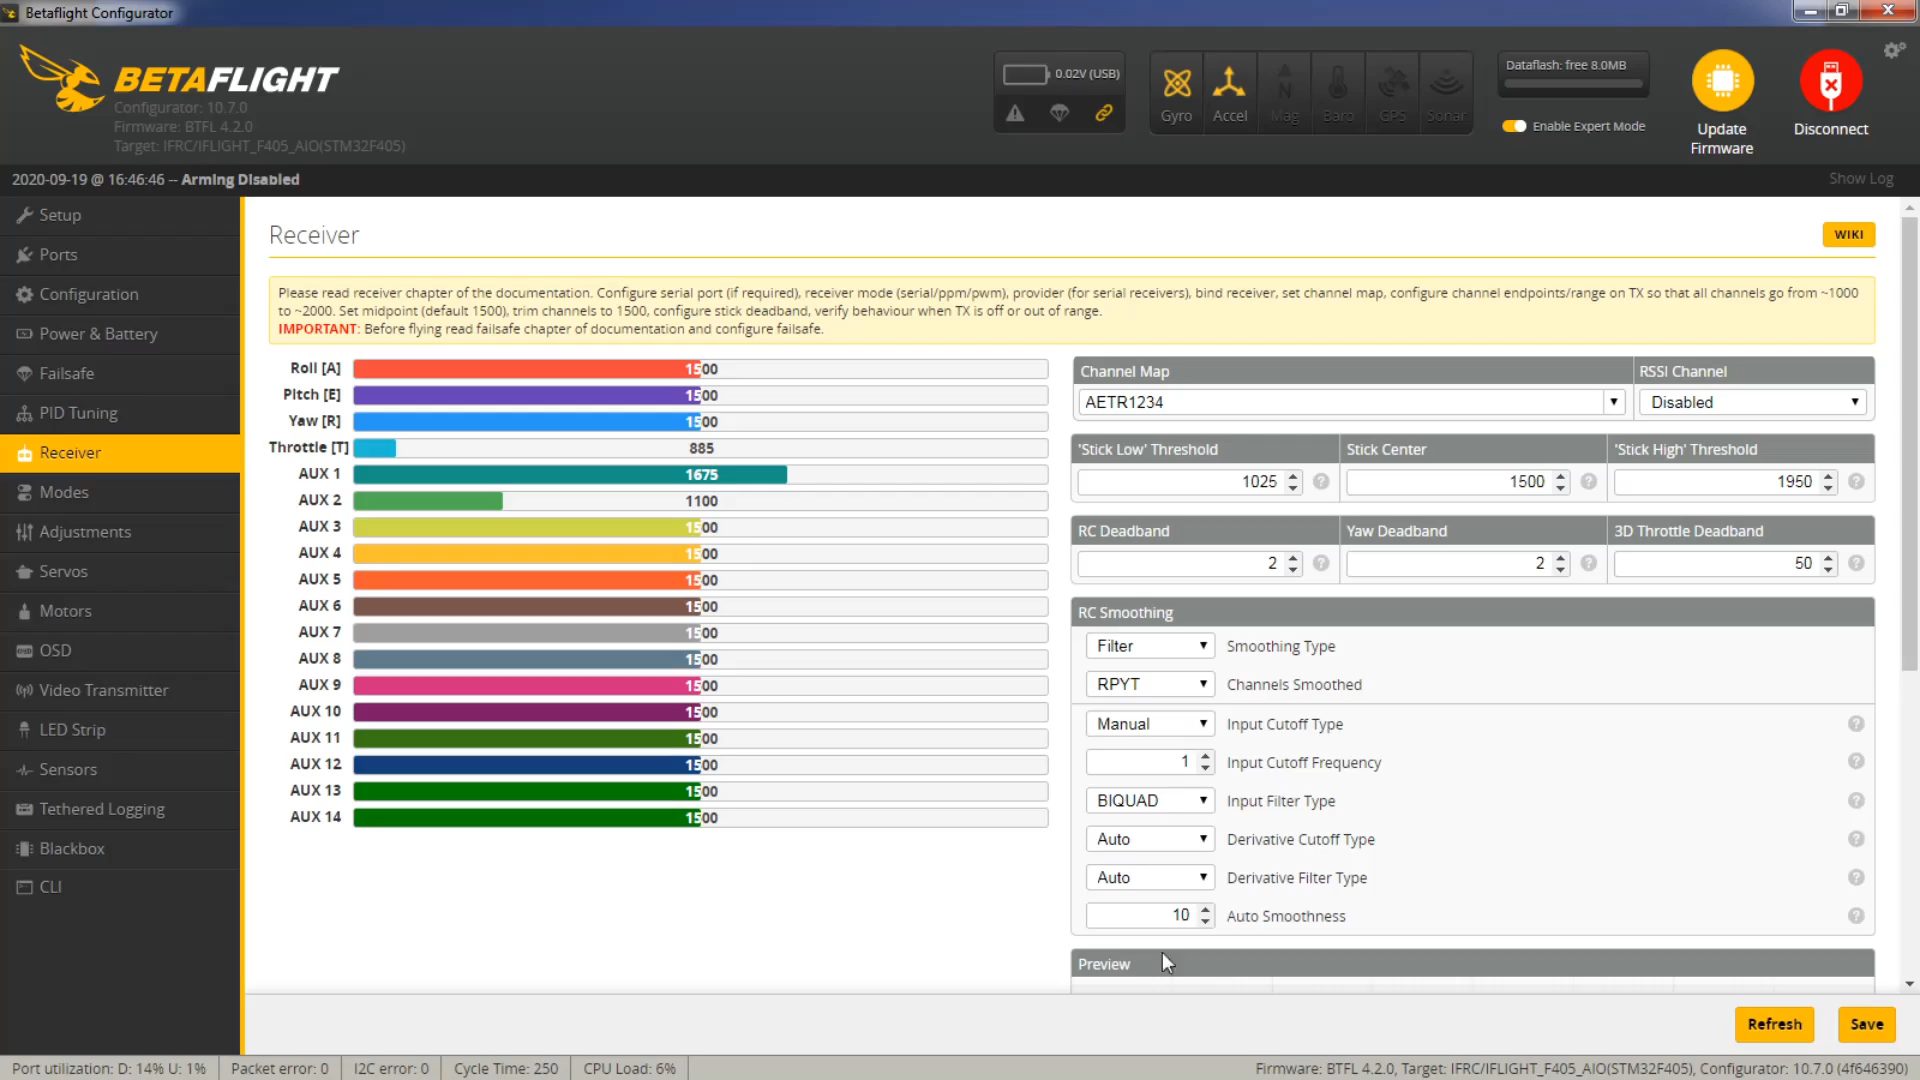 Betaflight Configurator
BETAFLIGHT
Configurator: 10.7.0
Firmware: BTFL 4.2.0
Target: IFRC/IFLIGHT_F405_AIO(STM32F405)
0.02V (USB)
Gyro
Accel
Mag
Baro
GPS
Sonar
Dataflash: free 8.0MB
Enable Expert Mode
Update
Firmware
Disconnect
2020-09-19 @ 16:46:46 -- Arming Disabled
Show Log
Setup
Ports
Configuration
Power & Battery
Failsafe
PID Tuning
Receiver
Modes
Adjustments
Servos
Motors
OSD
Video Transmitter
LED Strip
Sensors
Tethered Logging
Blackbox
CLI
Receiver
WIKI
Please read receiver chapter of the documentation. Configure serial port (if required), receiver mode (serial/ppm/pwm), provider (for serial receivers), bind receiver, set channel map, configure channel endpoints/range on TX so that all channels go from ~1000
to ~2000. Set midpoint (default 1500), trim channels to 1500, configure stick deadband, verify behaviour when TX is off or out of range.
IMPORTANT: Before flying read failsafe chapter of documentation and configure failsafe.
Roll [A] 1500
Pitch [E] 1500
Yaw [R] 1500
Throttle [T] 885
AUX 1 1675
AUX 2 1100
AUX 3 1500
AUX 4 1500
AUX 5 1500
AUX 6 1500
AUX 7 1500
AUX 8 1500
AUX 9 1500
AUX 10 1500
AUX 11 1500
AUX 12 1500
AUX 13 1500
AUX 14 1500
Channel Map RSSI Channel
AETR1234 Disabled
'Stick Low' Threshold Stick Center 'Stick High' Threshold
1025 1500 1950
RC Deadband Yaw Deadband 3D Throttle Deadband
2 2 50
RC Smoothing
Filter Smoothing Type
RPYT Channels Smoothed
Manual Input Cutoff Type
1 Input Cutoff Frequency
BIQUAD Input Filter Type
Auto Derivative Cutoff Type
Auto Derivative Filter Type
10 Auto Smoothness
Preview
Refresh
Save
Port utilization: D: 14% U: 1% Packet error: 0 I2C error: 0 Cycle Time: 250 CPU Load: 6% Firmware: BTFL 4.2.0, Target: IFRC/IFLIGHT_F405_AIO(STM32F405), Configurator: 10.7.0 (4f646390)